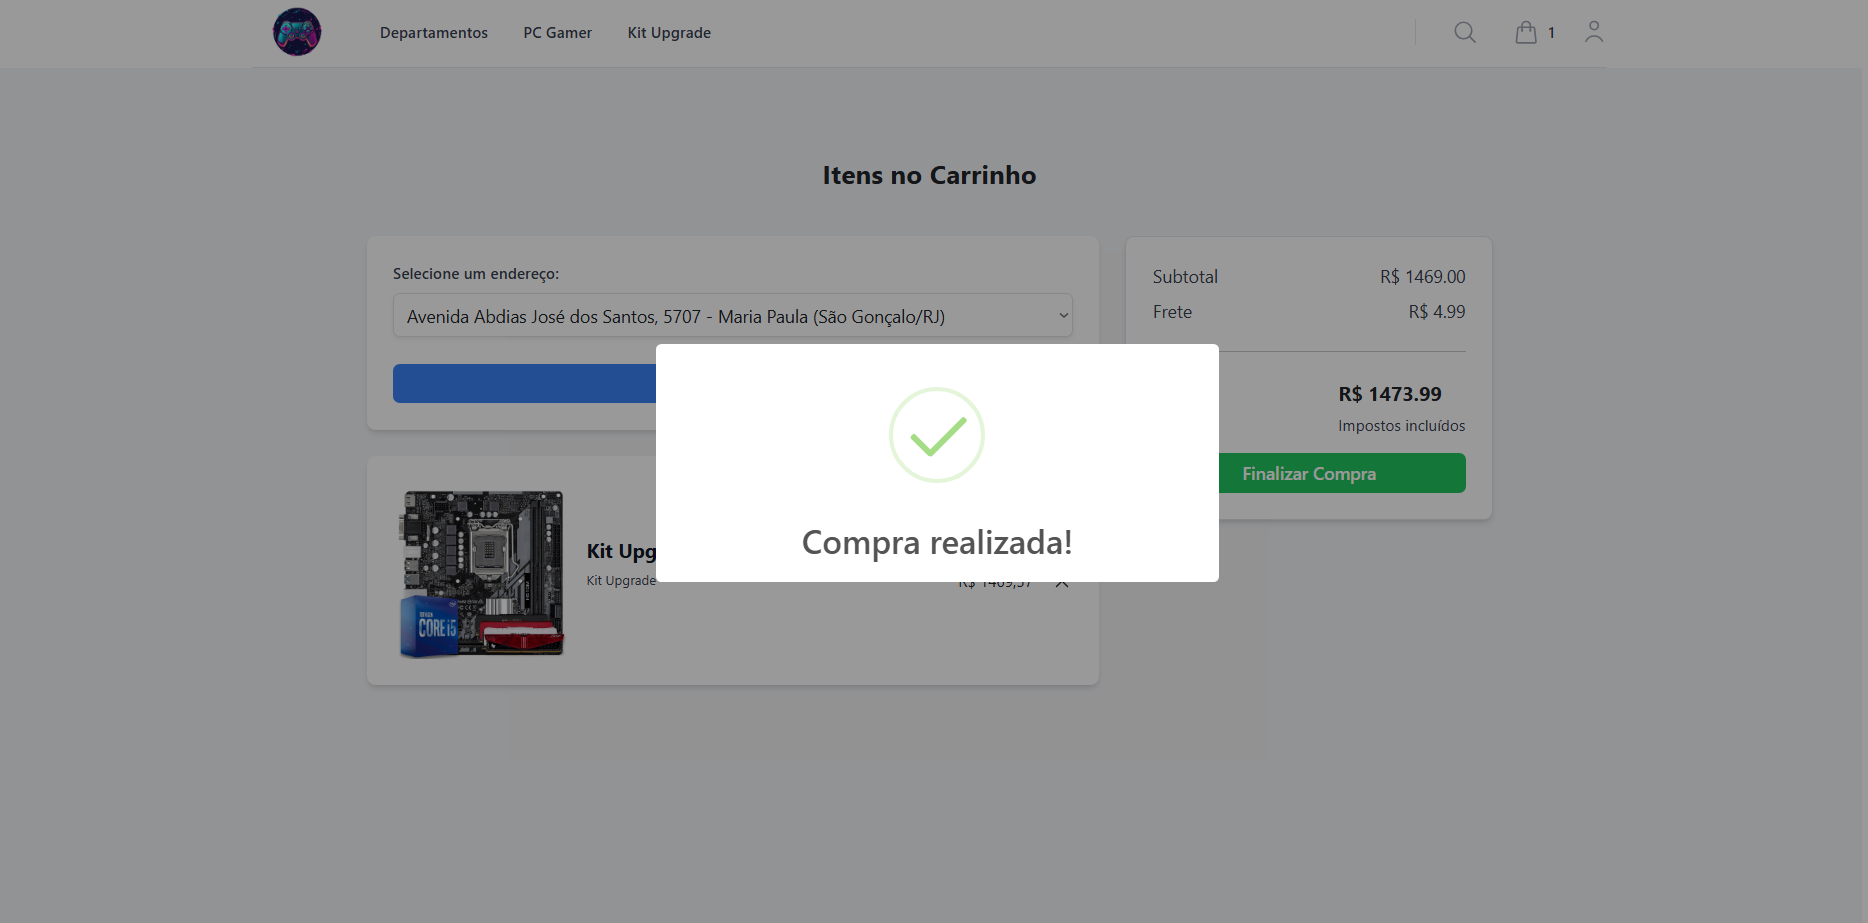 Departamentos PC Gamer Kit Upgrade 1
Itens no Carrinho
Selecione um endereço:
Avenida Abdias José dos Santos, 5707 - Maria Paula (São Gonçalo/RJ)
Subtotal R$ 1469.00
Frete R$ 4.99
R$ 1473.99
Impostos incluídos
Finalizar Compra
Compra realizada!
Kit Upg
Kit Upgrade
CORE i5